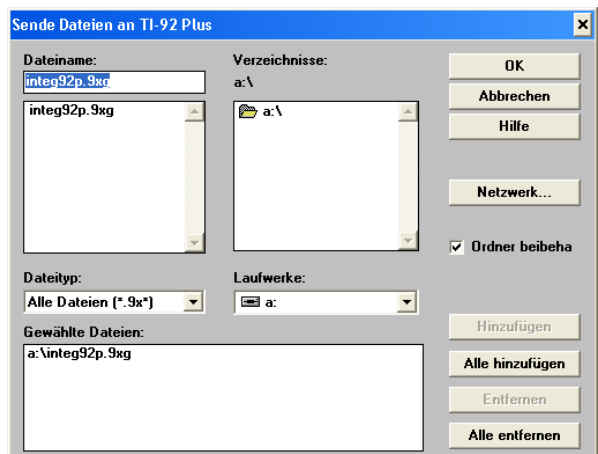 Sende Dateien an TI-92 Plus
Dateiname:
integ92p.9xg
integ92p.9xg
Verzeichnisse:
a:\
a:\
OK
Abbrechen
Hilfe
Netzwerk...
Ordner beibeha
Dateityp:
Alle Dateien (*.9x*)
Laufwerke:
a:
Gewählte Dateien:
a:\integ92p.9xg
Hinzufügen
Alle hinzufügen
Entfernen
Alle entfernen